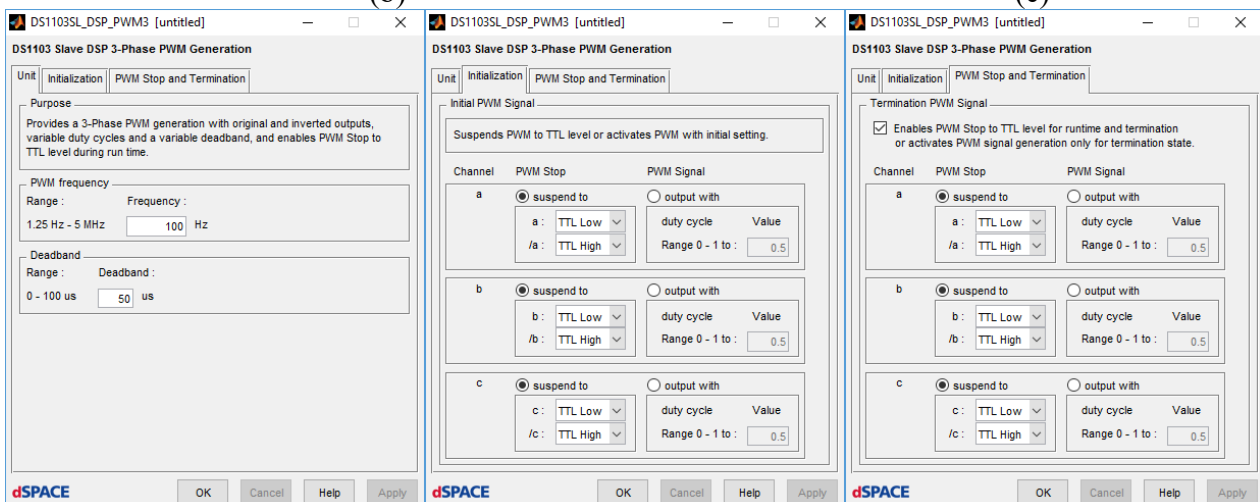 DS1103SL_DSP_PWM3 [untitled]
DS1103 Slave DSP 3-Phase PWM Generation
Unit Initialization PWM Stop and Termination
Purpose
Provides a 3-Phase PWM generation with original and inverted outputs,
variable duty cycles and a variable deadband, and enables PWM Stop to
TTL level during run time.
PWM frequency
Range : Frequency :
1.25 Hz - 5 MHz 100 Hz
Deadband
Range : Deadband :
0 - 100 us 50 us
dSPACE OK Cancel Help Apply
DS1103SL_DSP_PWM3 [untitled]
DS1103 Slave DSP 3-Phase PWM Generation
Unit Initialization PWM Stop and Termination
Initial PWM Signal
Suspends PWM to TTL level or activates PWM with initial setting.
Channel PWM Stop PWM Signal
a suspend to output with
a : TTL Low duty cycle Value
/a : TTL High Range 0 - 1 to : 0.5
b suspend to output with
b : TTL Low duty cycle Value
/b : TTL High Range 0 - 1 to : 0.5
c suspend to output with
c : TTL Low duty cycle Value
/c : TTL High Range 0 - 1 to : 0.5
dSPACE OK Cancel Help Apply
DS1103SL_DSP_PWM3 [untitled]
DS1103 Slave DSP 3-Phase PWM Generation
Unit Initialization PWM Stop and Termination
Termination PWM Signal
Enables PWM Stop to TTL level for runtime and termination
or activates PWM signal generation only for termination state.
Channel PWM Stop PWM Signal
a suspend to output with
a : TTL Low duty cycle Value
/a : TTL High Range 0 - 1 to : 0.5
b suspend to output with
b : TTL Low duty cycle Value
/b : TTL High Range 0 - 1 to : 0.5
c suspend to output with
c : TTL Low duty cycle Value
/c : TTL High Range 0 - 1 to : 0.5
dSPACE OK Cancel Help Apply